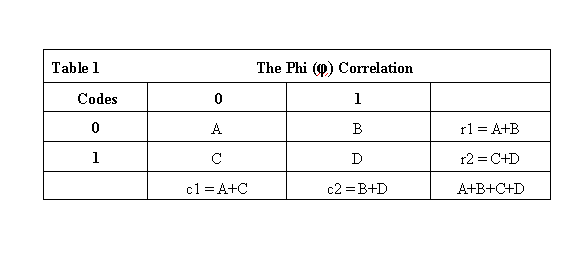 Table 1 The Phi (φ) Correlation
Codes 0 1
0 A B r1 = A+B
1 C D r2 = C+D
c1 = A+C c2 = B+D A+B+C+D